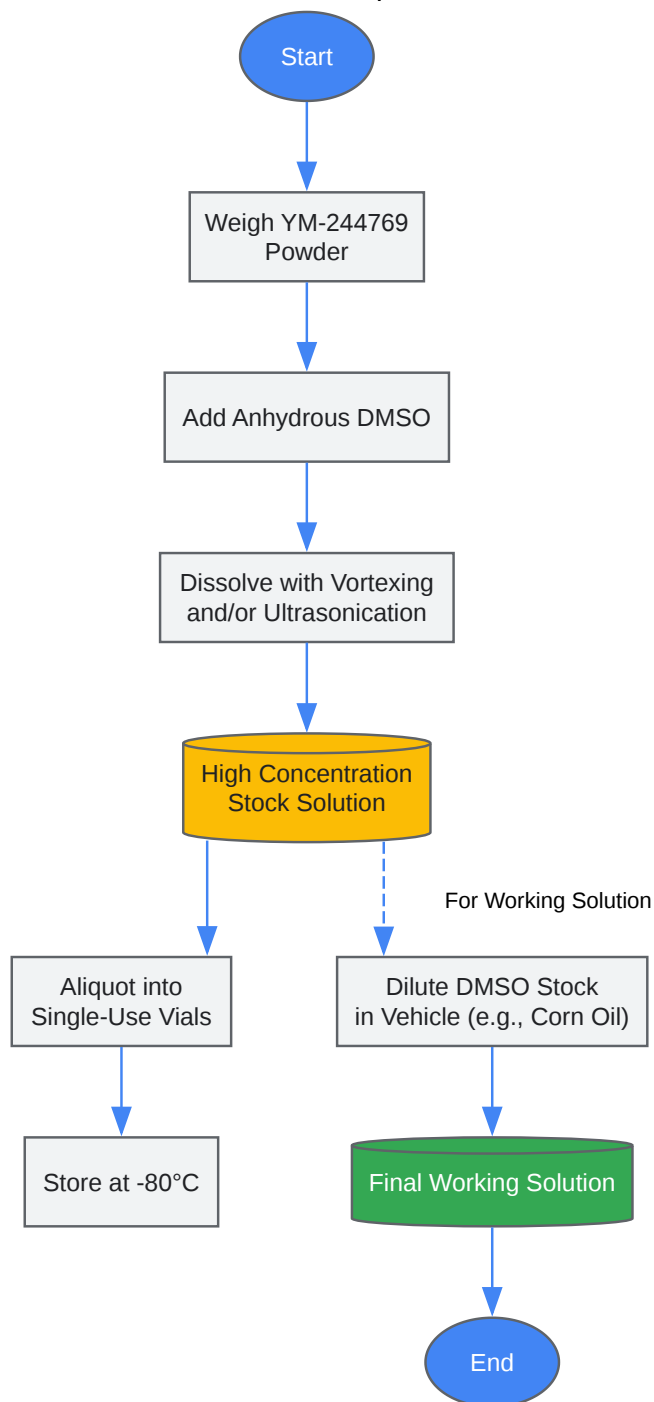 Start
Weigh YM-244769
Powder
Add Anhydrous DMSO
Dissolve with Vortexing
and/or Ultrasonication
High Concentration
Stock Solution
For Working Solution
Aliquot into
Single-Use Vials
Dilute DMSO Stock
in Vehicle (e.g., Corn Oil)
Store at -80°C
Final Working Solution
End